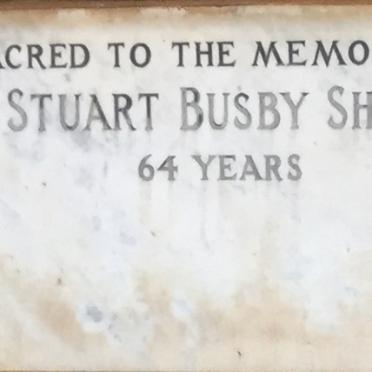 ACRED TO THE MEMO
STUART BUSBY SH
64 YEARS